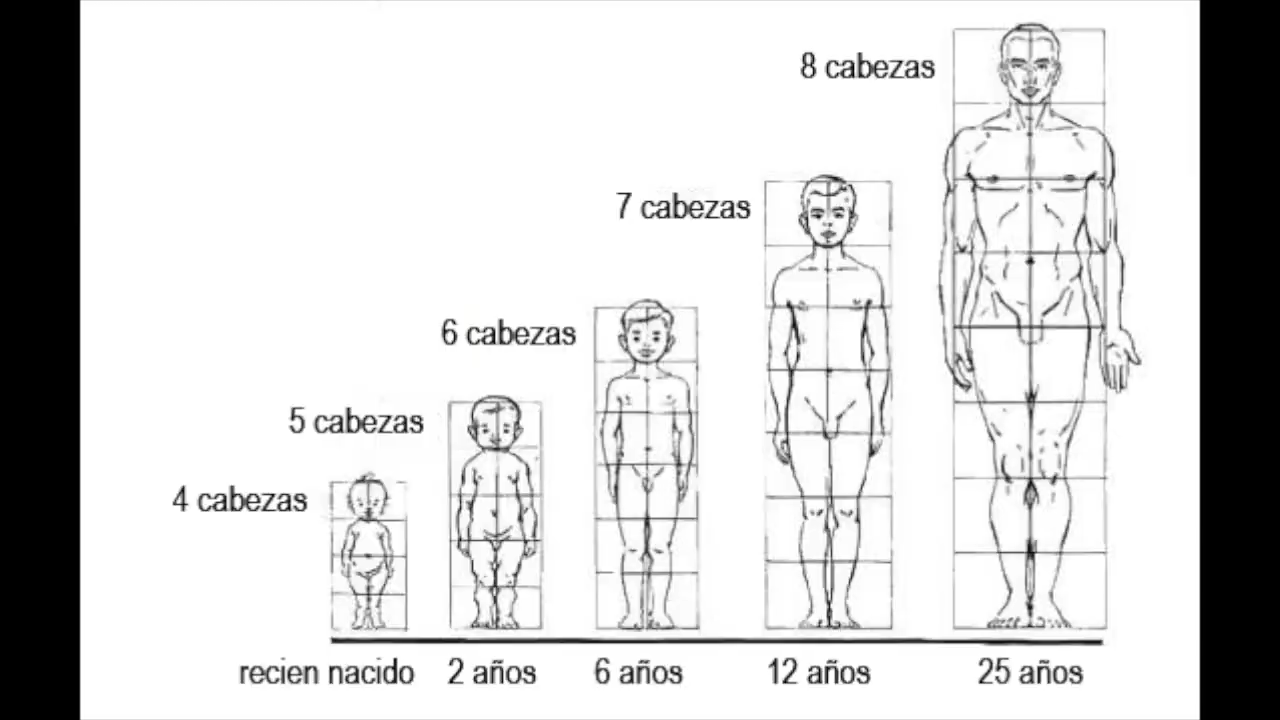 8 cabezas
7 cabezas
6 cabezas
5 cabezas
4 cabezas
recien nacido
2 años
6 años
12 años
25 años